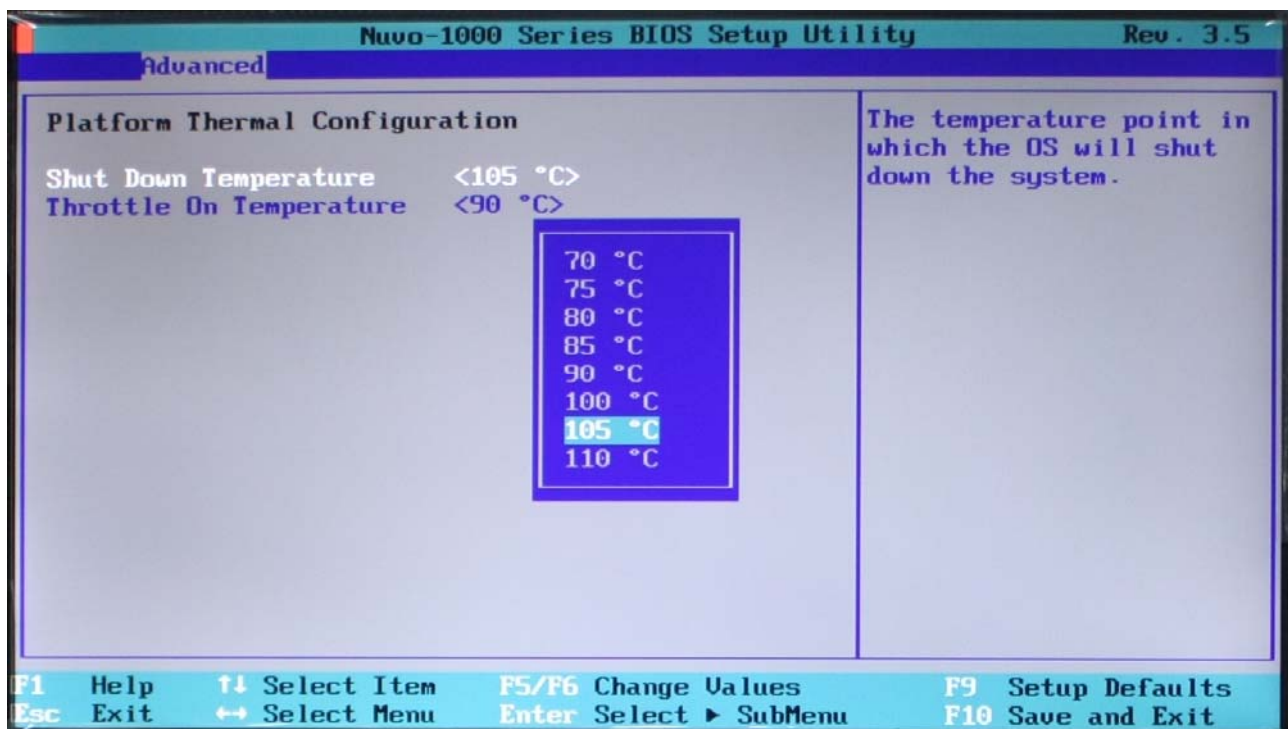 Nuvo-1000 Series BIOS Setup Utility Rev. 3.5
Advanced
Platform Thermal Configuration
Shut Down Temperature <105 °C>
Throttle On Temperature <90 °C>
70 °C
75 °C
80 °C
85 °C
90 °C
100 °C
105 °C
110 °C
The temperature point in
which the OS will shut
down the system.
F1 Help ↑↓ Select Item F5/F6 Change Values F9 Setup Defaults
Esc Exit ↔ Select Menu Enter Select ► SubMenu F10 Save and Exit